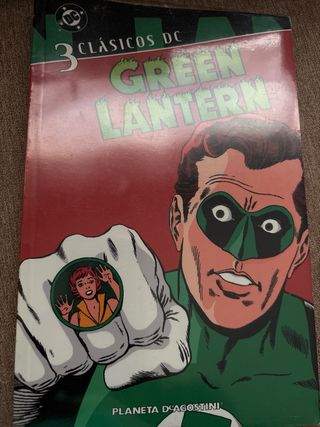 DC
3 CLÁSICOS DC
GREEN
LANTERN
PLANETA DEAGOSTINI